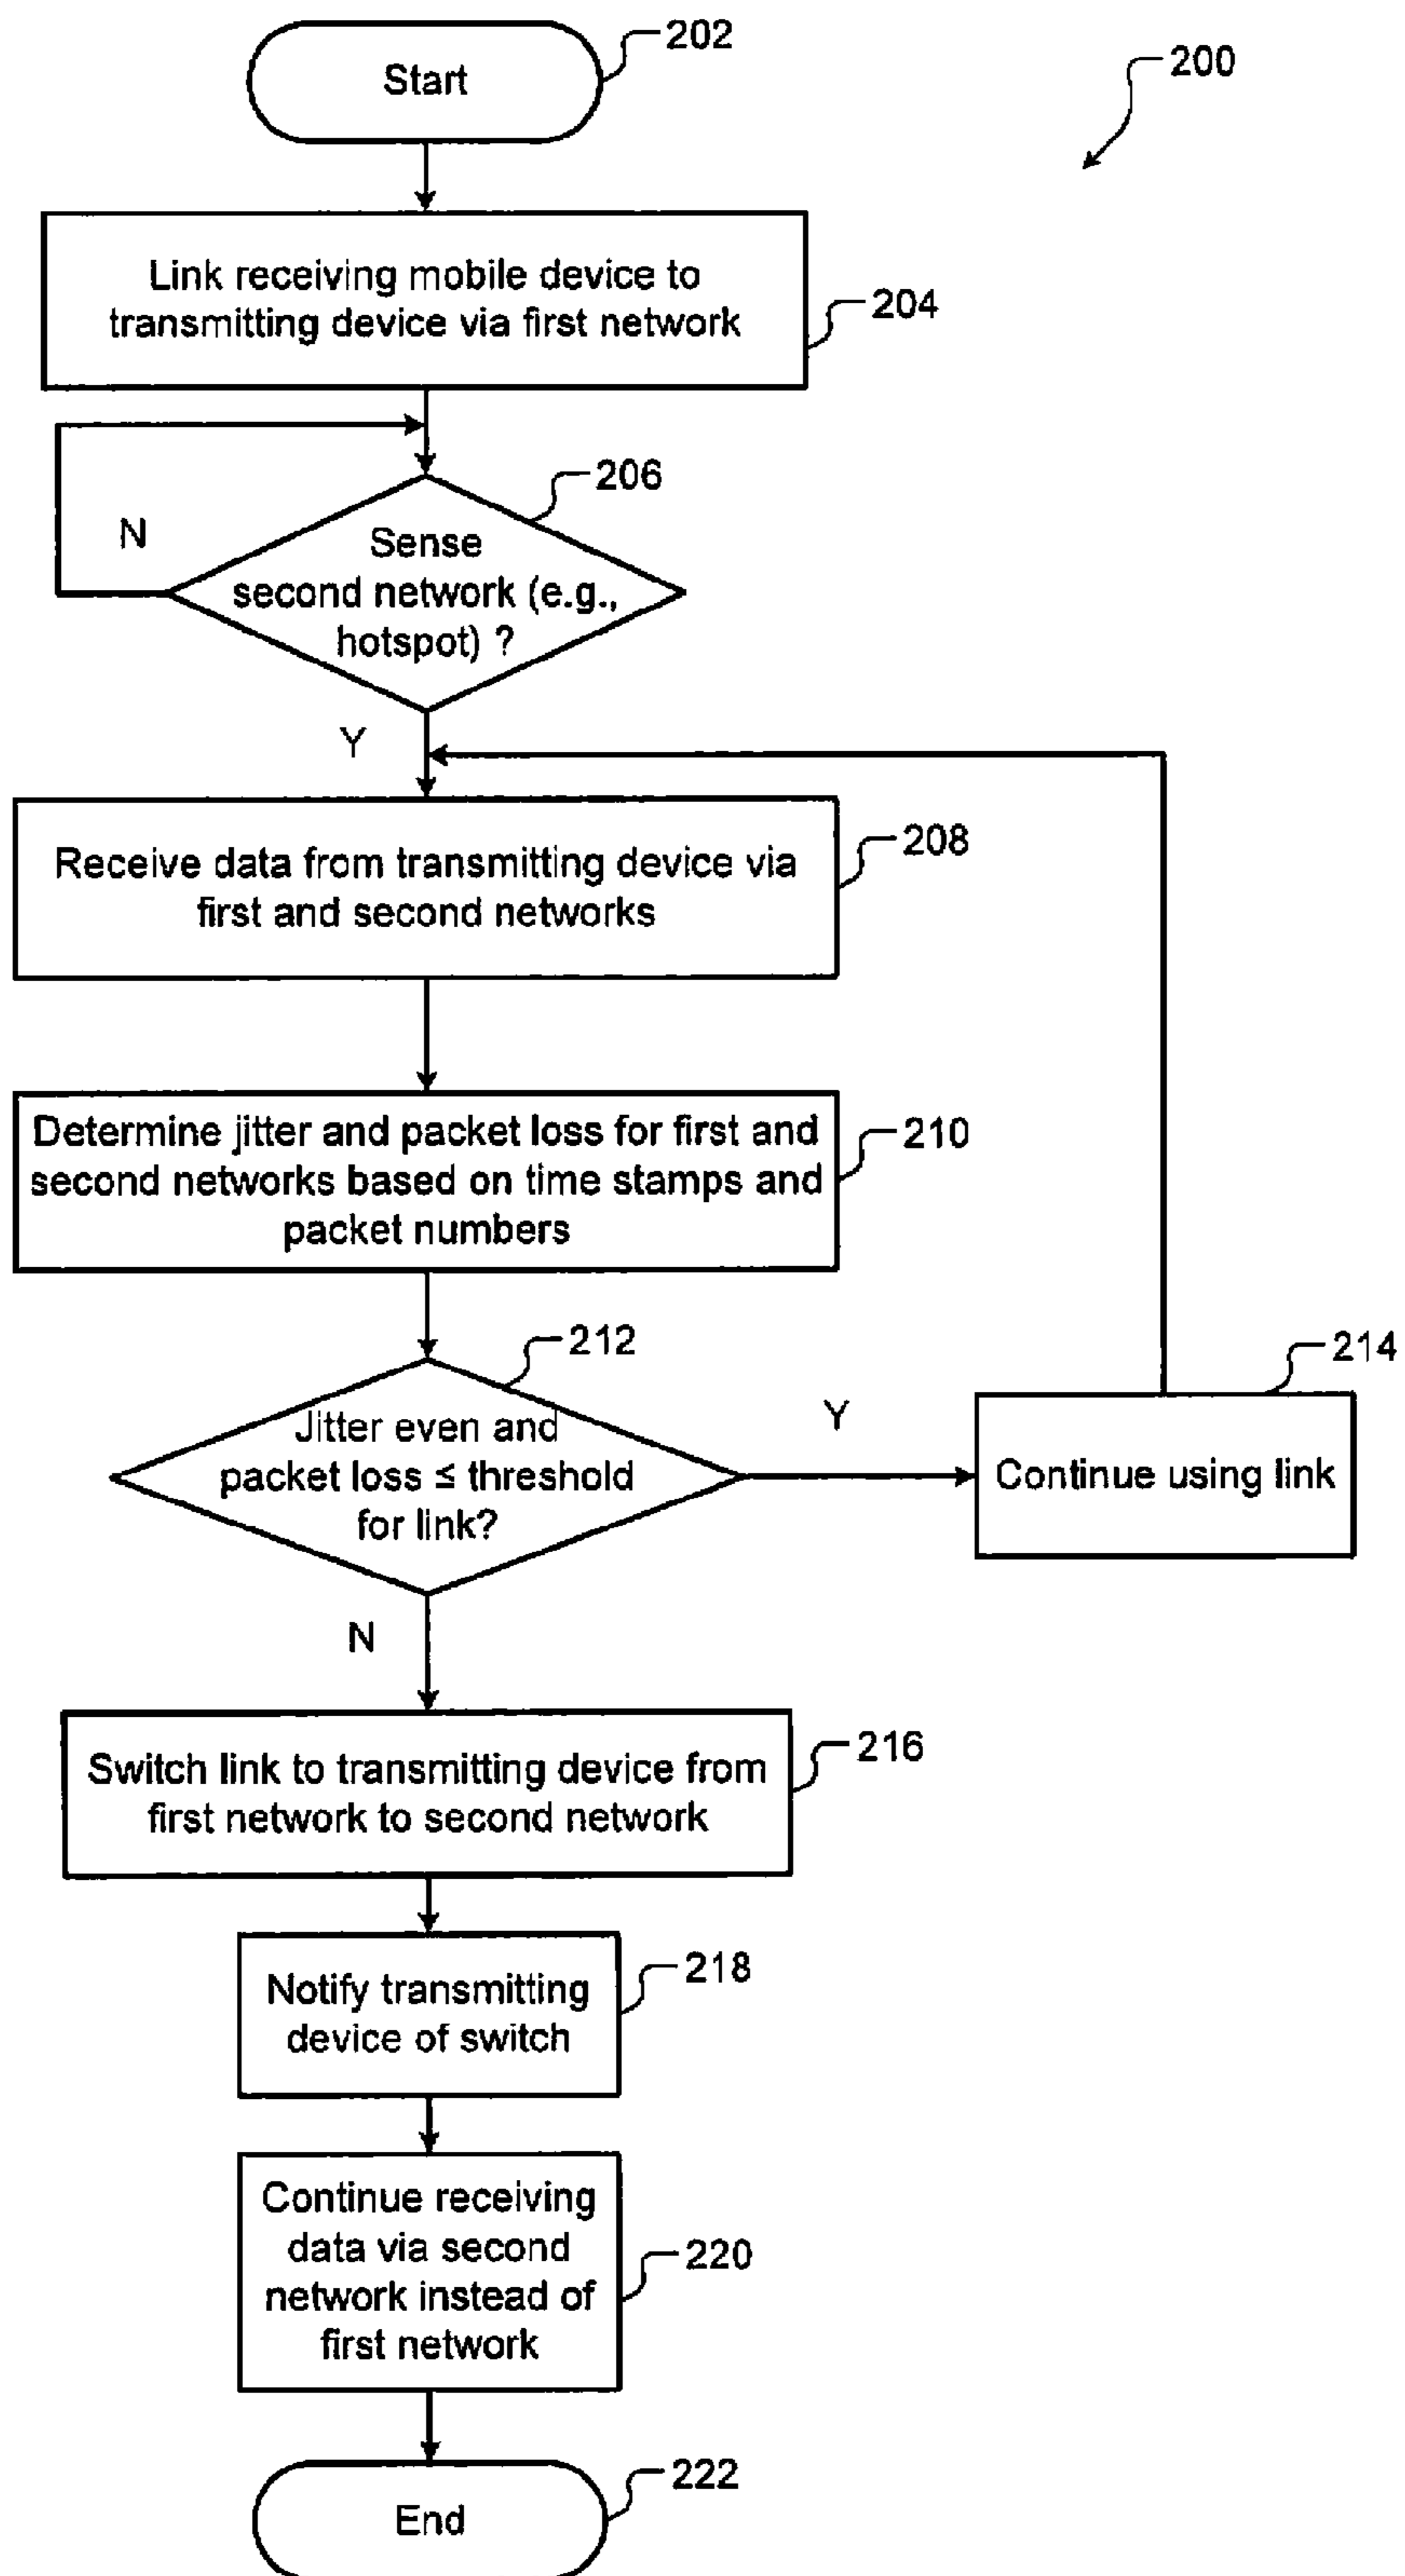 Start
202
200
Link receiving mobile device to
transmitting device via first network
204
206
N
Sense
second network (e.g.,
hotspot) ?
Y
Receive data from transmitting device via
first and second networks
208
Determine jitter and packet loss for first and
second networks based on time stamps and
packet numbers
210
212
Jitter even and
packet loss ≤ threshold
for link?
Y
214
Continue using link
N
Switch link to transmitting device from
first network to second network
216
Notify transmitting
device of switch
218
Continue receiving
data via second
network instead of
first network
220
End
222